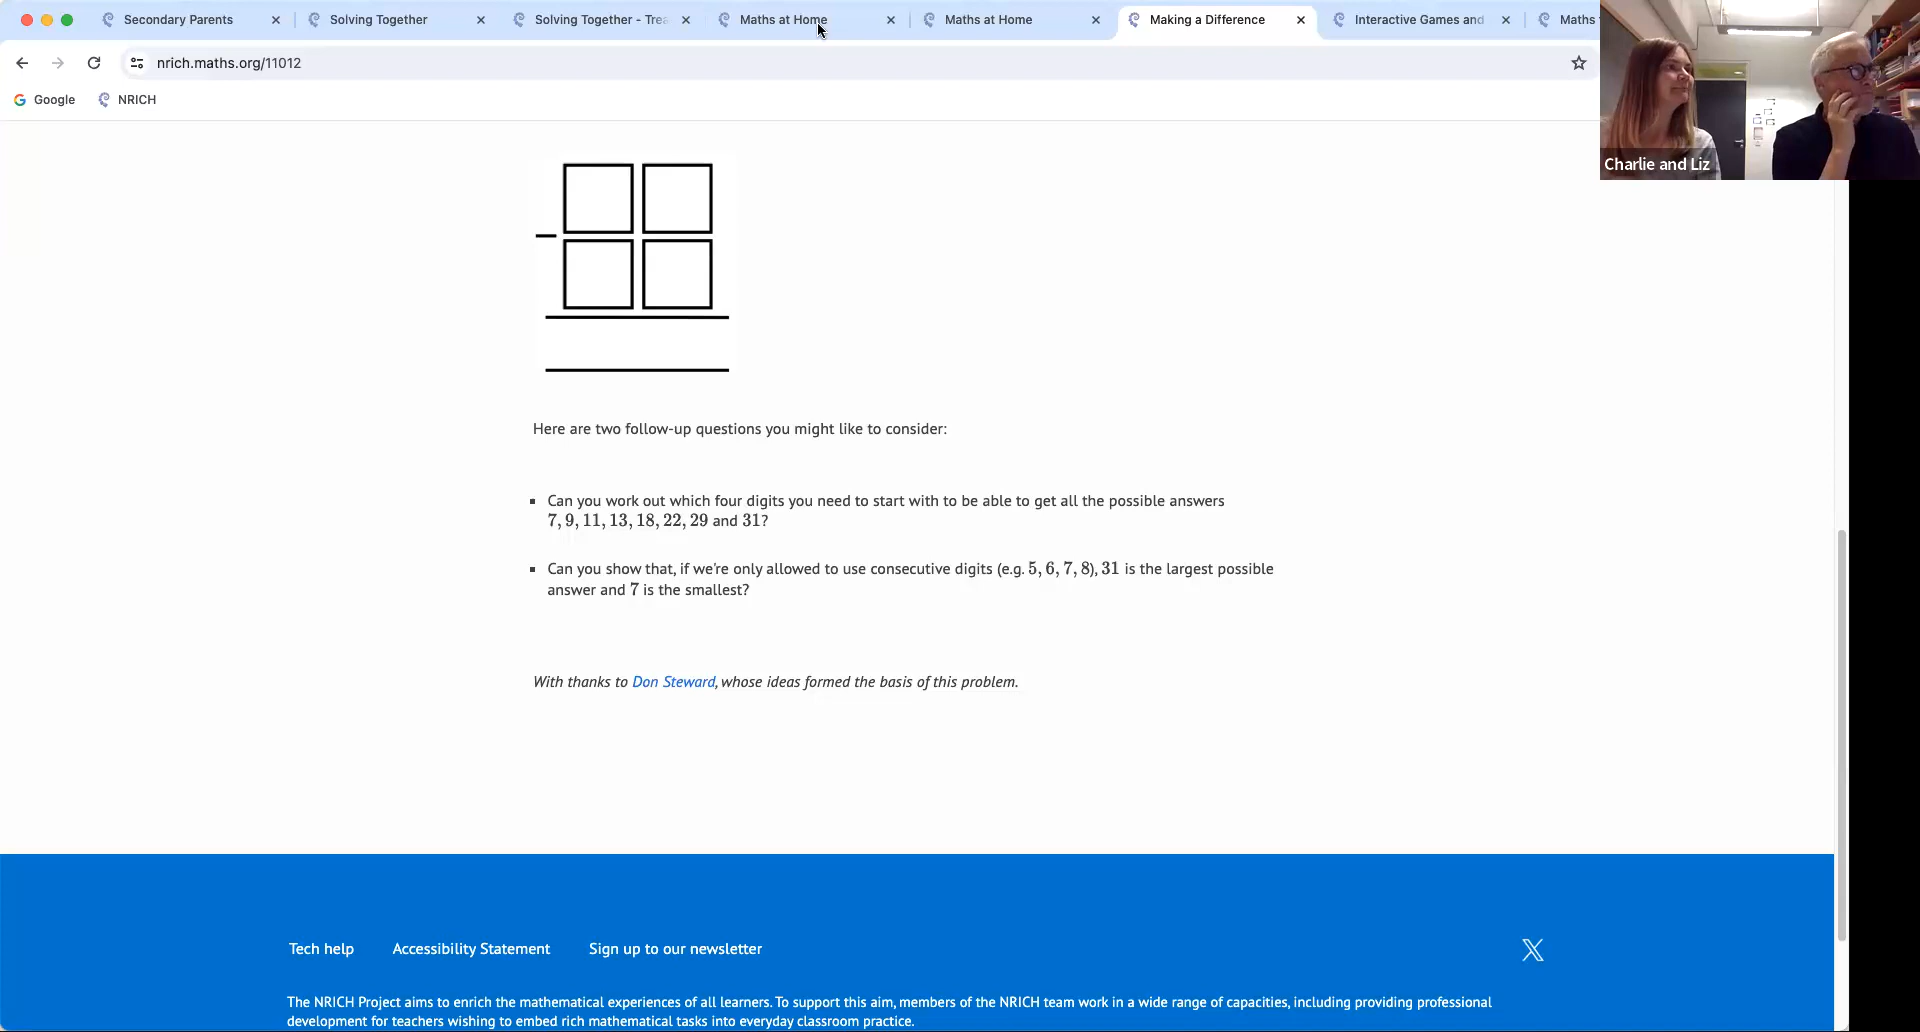 Secondary Parents
Solving Together
Solving Together - Trea
Maths at Home
Maths at Home
Making a Difference
Interactive Games and
Maths
nrich.maths.org/11012
Google
NRICH
Charlie and Liz
Here are two follow-up questions you might like to consider:
Can you work out which four digits you need to start with to be able to get all the possible answers
7, 9, 11, 13, 18, 22, 29 and 31?
Can you show that, if we're only allowed to use consecutive digits (e.g. 5, 6, 7, 8), 31 is the largest possible
answer and 7 is the smallest?
With thanks to Don Steward, whose ideas formed the basis of this problem.
Tech help
Accessibility Statement
Sign up to our newsletter
The NRICH Project aims to enrich the mathematical experiences of all learners. To support this aim, members of the NRICH team work in a wide range of capacities, including providing professional
development for teachers wishing to embed rich mathematical tasks into everyday classroom practice.